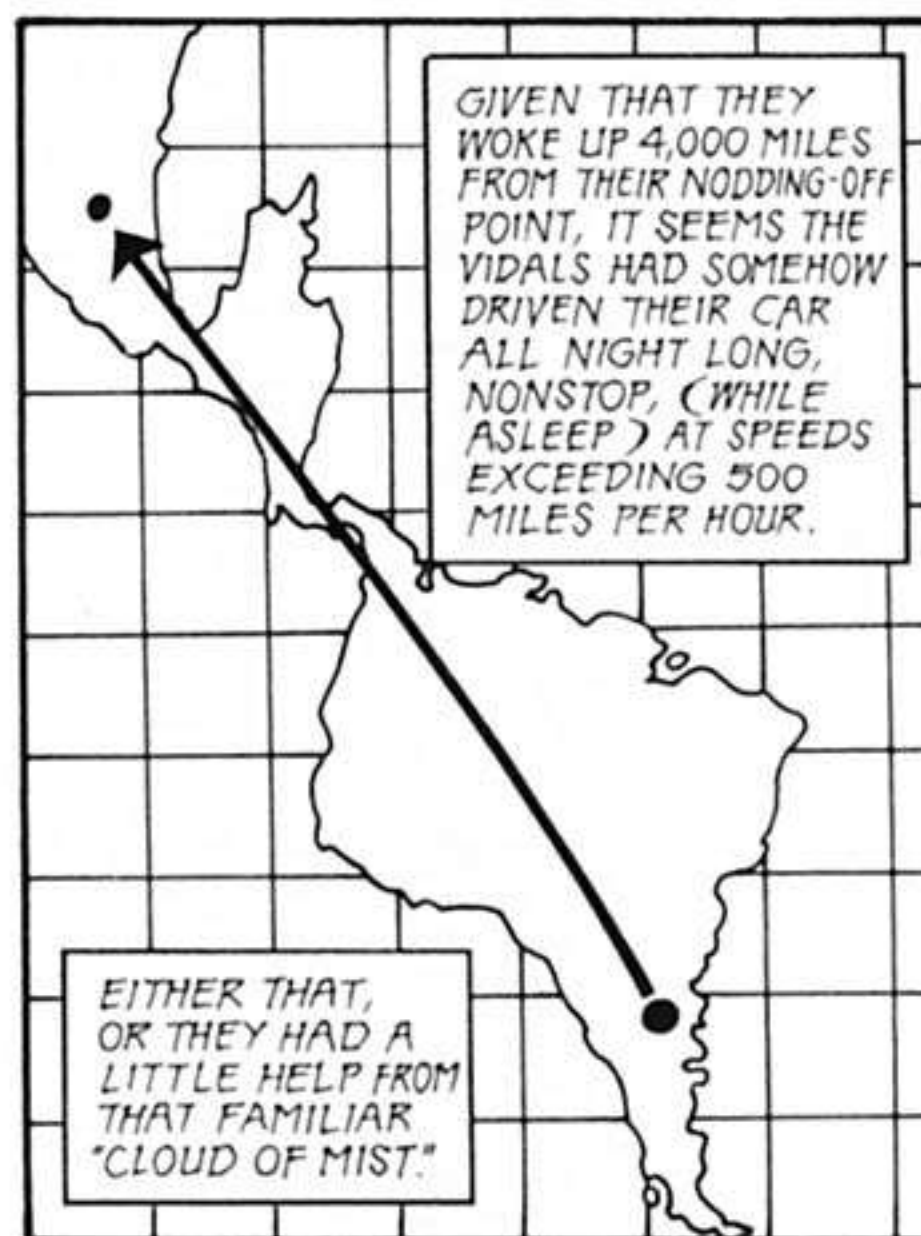 GIVEN THAT THEY
WOKE UP 4,000 MILES
FROM THEIR NODDING-OFF
POINT, IT SEEMS THE
VIDALS HAD SOMEHOW
DRIVEN THEIR CAR
ALL NIGHT LONG,
NONSTOP, (WHILE
ASLEEP) AT SPEEDS
EXCEEDING 500
MILES PER HOUR.
EITHER THAT,
OR THEY HAD A
LITTLE HELP FROM
THAT FAMILIAR
"CLOUD OF MIST."